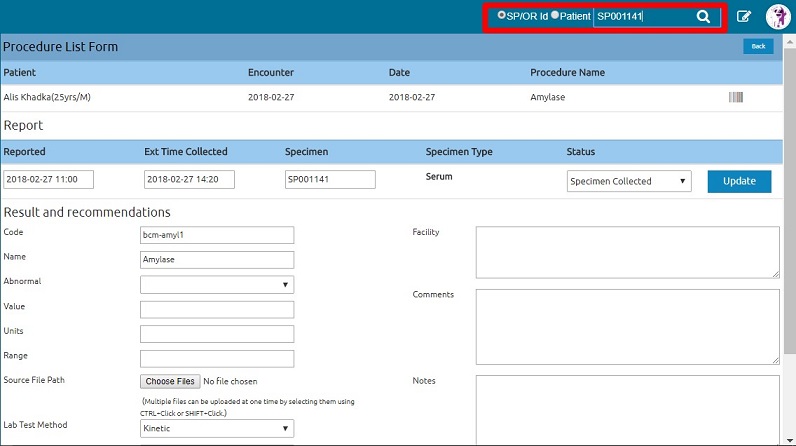 SP/OR Id Patient SP001141
Procedure List Form Back
Patient Encounter Date Procedure Name
Alis Khadka(25yrs/M) 2018-02-27 2018-02-27 Amylase
Report
Reported Ext Time Collected Specimen Specimen Type Status
2018-02-27 11:00 2018-02-27 14:20 SP001141 Serum Specimen Collected Update
Result and recommendations
Code bcm-amyl1 Facility
Name Amylase
Abnormal
Comments
Value
Units
Range
Source File Path Choose Files No file chosen Notes
(Multiple files can be uploaded at one time by selecting them using
CTRL-Click or SHIFT-Click.)
Lab Test Method Kinetic